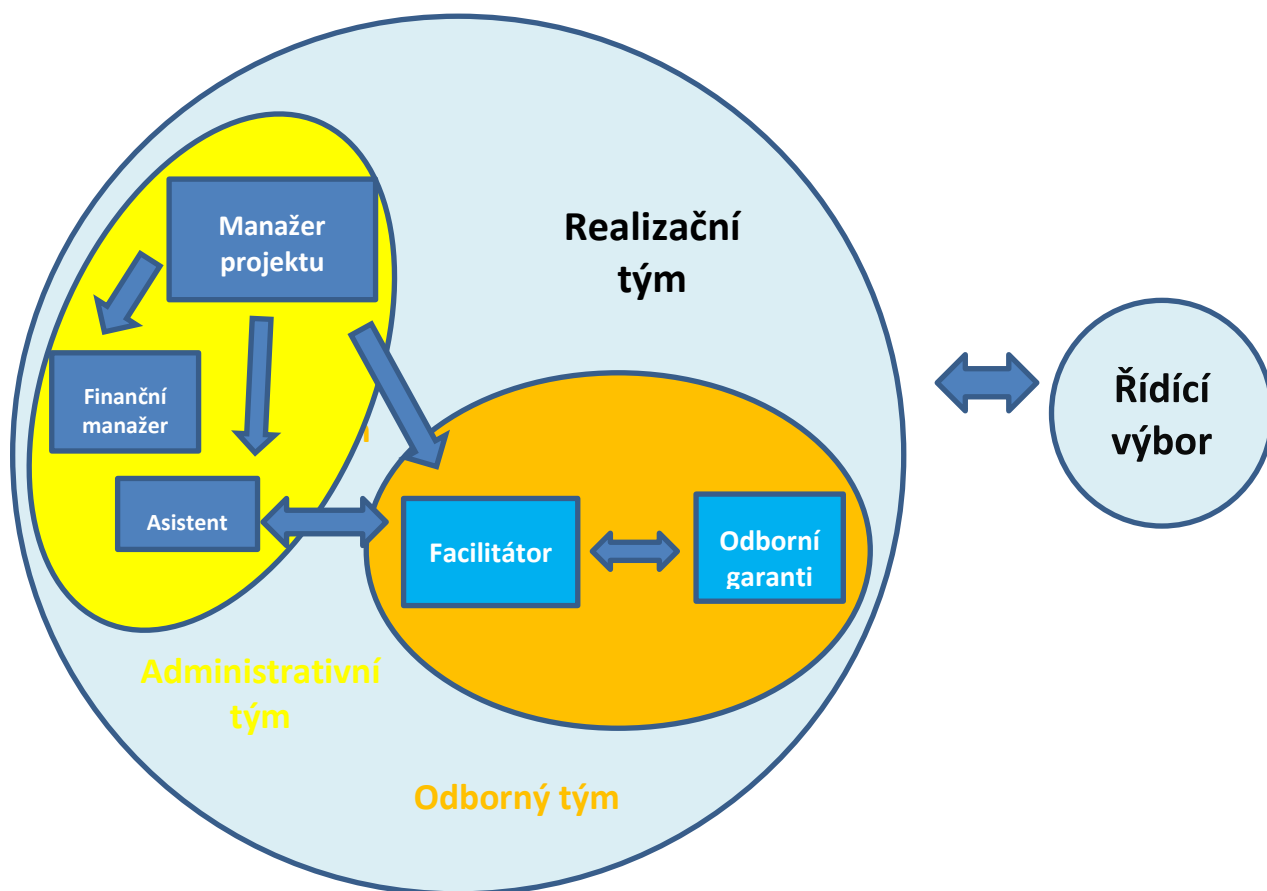 Manažer
projektu
Realizační
tým
Řídící
výbor
Finanční
manažer
Asistent
Facilitátor
Odborní
garanti
Administrativní
tým
Odborný tým